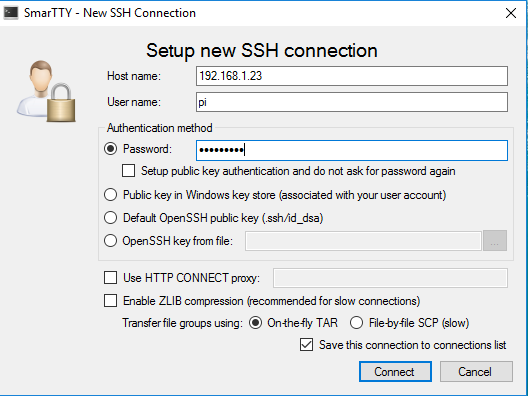 SmarTTY - New SSH Connection
Setup new SSH connection
Host name: 192.168.1.23
User name: pi
Authentication method
Password: •••••••••
Setup public key authentication and do not ask for password again
Public key in Windows key store (associated with your user account)
Default OpenSSH public key (.ssh/id_dsa)
OpenSSH key from file: ...
Use HTTP CONNECT proxy:
Enable ZLIB compression (recommended for slow connections)
Transfer file groups using: On-the-fly TAR File-by-file SCP (slow)
Save this connection to connections list
Connect Cancel